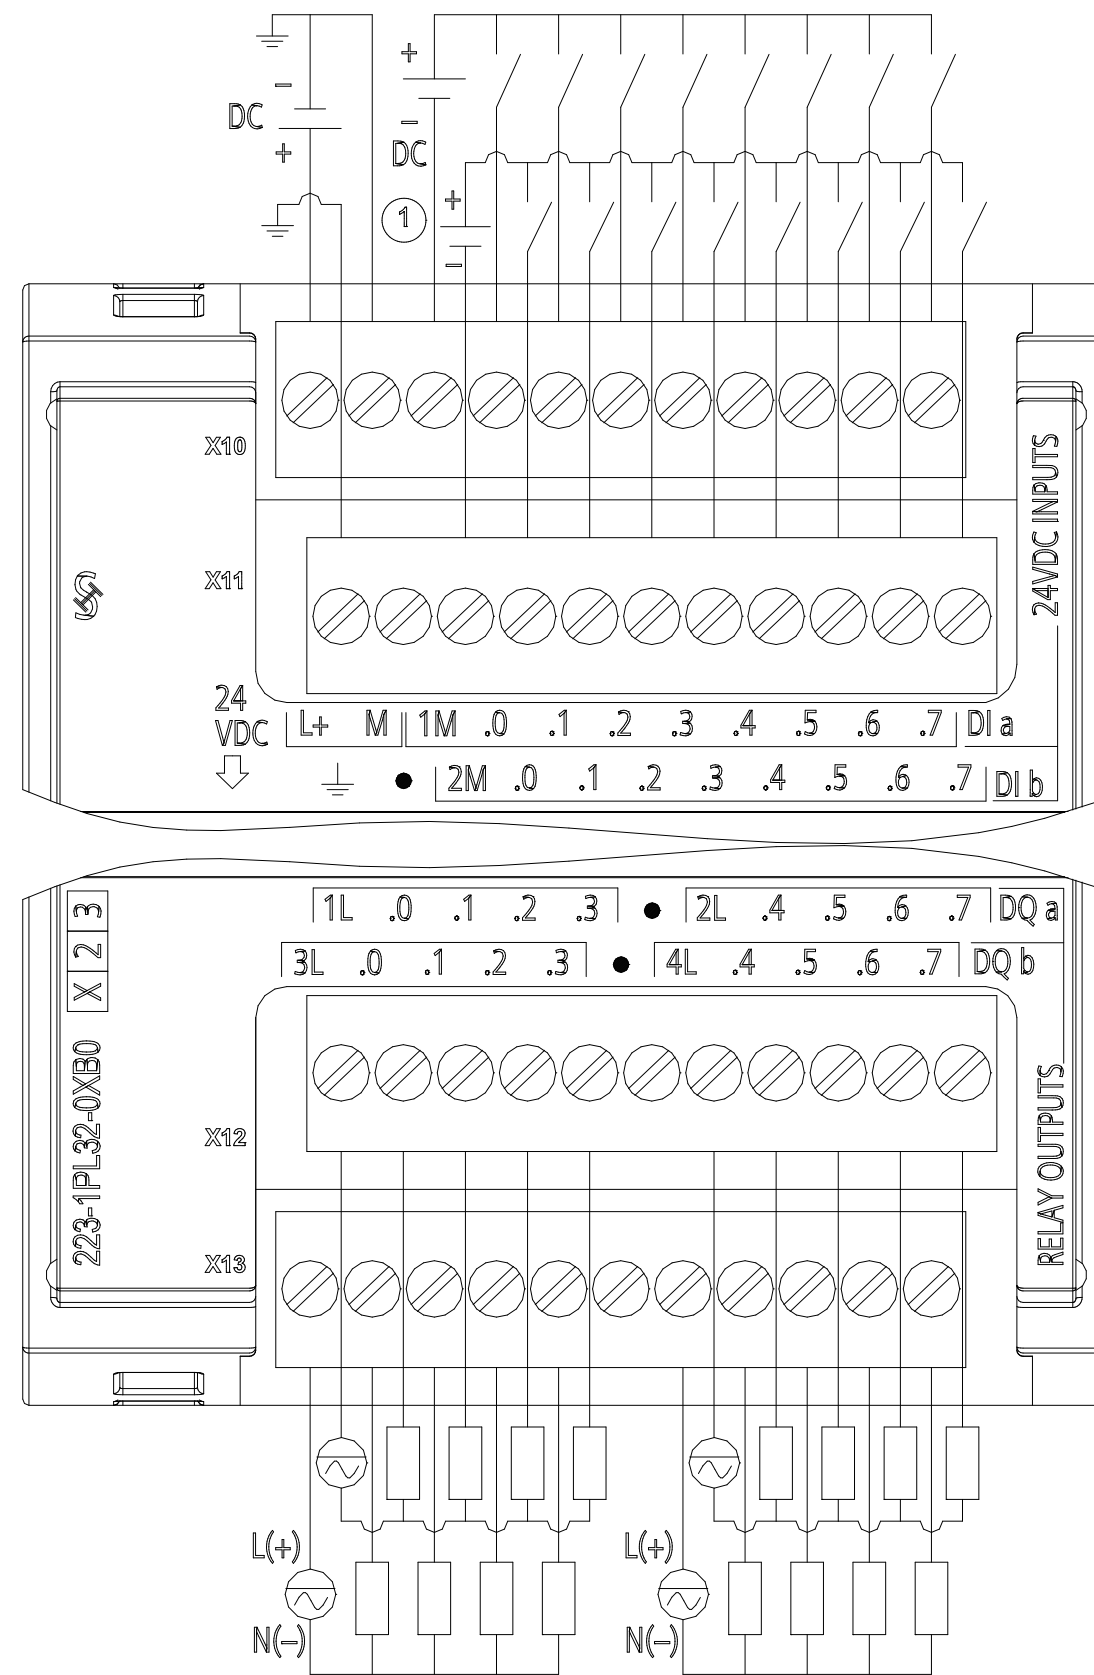 +
−
DC
+
−
DC
+
1
−
X10
24VDC INPUTS
X11
24
VDC
L+ M 1M .0 .1 .2 .3 .4 .5 .6 .7 DI a
2M .0 .1 .2 .3 .4 .5 .6 .7 DI b
X 2 3
1L .0 .1 .2 .3 2L .4 .5 .6 .7 DQ a
3L .0 .1 .2 .3 4L .4 .5 .6 .7 DQ b
223-1PL32-0XB0
X12
RELAY OUTPUTS
X13
L(+) L(+)
N(−) N(−)